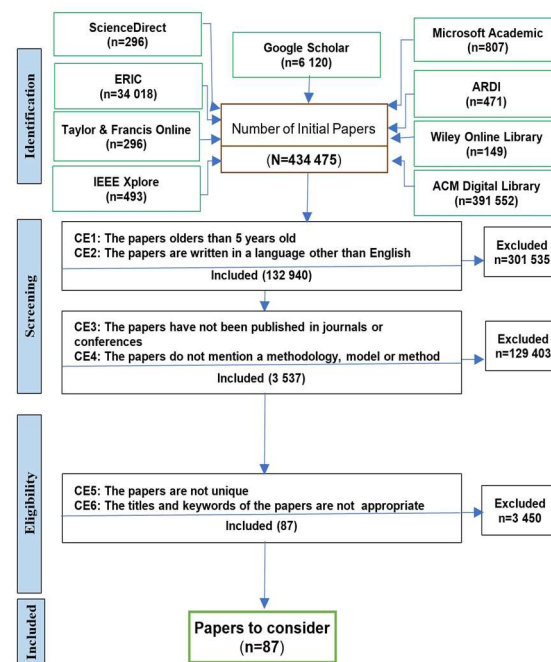 ScienceDirect
(n=296)
Google Scholar
(n=6 120)
Microsoft Academic
(n=807)
ERIC
(n=34 018)
ARDI
(n=471)
Taylor & Francis Online
(n=296)
Number of Initial Papers
(N=434 475)
Wiley Online Library
(n=149)
IEEE Xplore
(n=493)
ACM Digital Library
(n=391 552)
Identification
CE1: The papers olders than 5 years old
CE2: The papers are written in a language other than English
Included (132 940)
Excluded
n=301 535
Screening
CE3: The papers have not been published in journals or
conferences
CE4: The papers do not mention a methodology, model or method
Included (3 537)
Excluded
n=129 403
Eligibility
CE5: The papers are not unique
CE6: The titles and keywords of the papers are not appropriate
Included (87)
Excluded
n=3 450
Included
Papers to consider
(n=87)